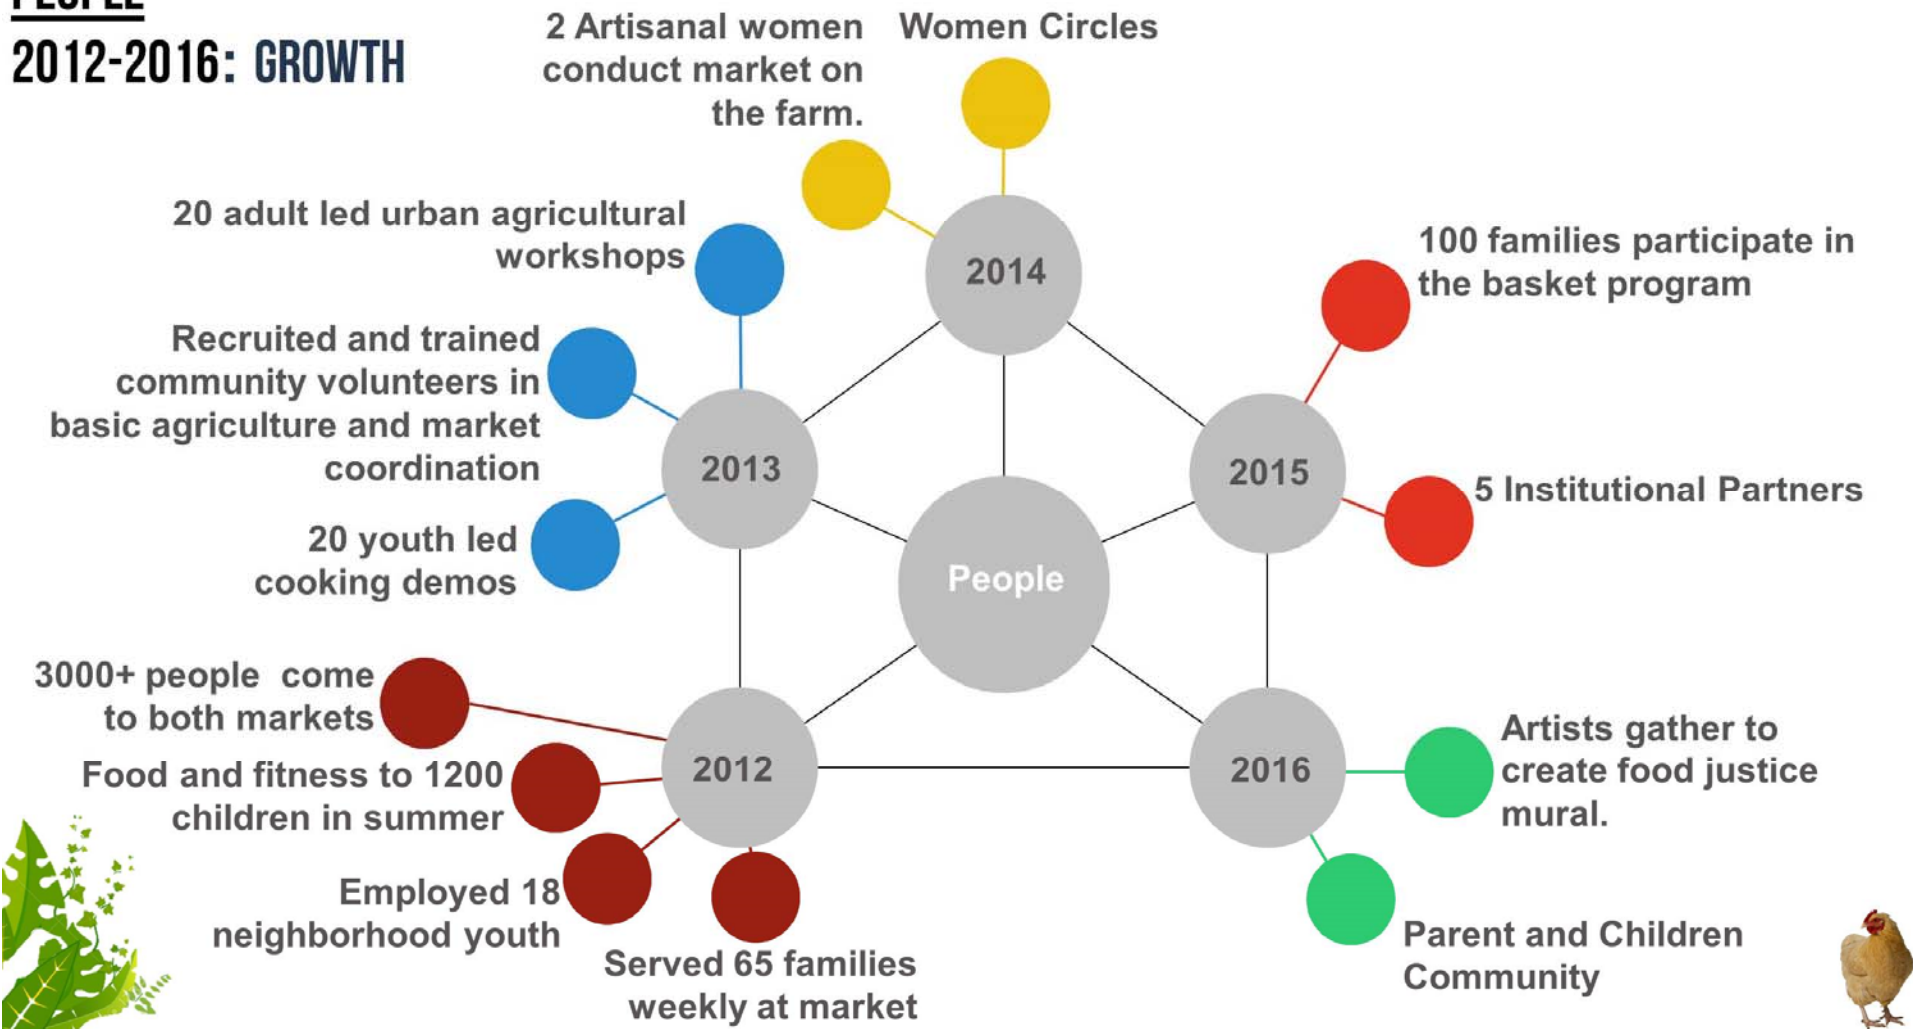 PEOPLE
2012-2016: GROWTH
2 Artisanal women
conduct market on
the farm.
Women Circles
20 adult led urban agricultural
workshops
Recruited and trained
community volunteers in
basic agriculture and market
coordination
20 youth led
cooking demos
2014
100 families participate in
the basket program
2013
2015
5 Institutional Partners
People
3000+ people come
to both markets
Food and fitness to 1200
children in summer
Employed 18
neighborhood youth
Served 65 families
weekly at market
2012
2016
Artists gather to
create food justice
mural.
Parent and Children
Community